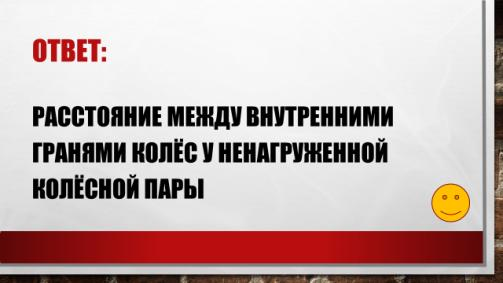 ОТВЕТ:
РАССТОЯНИЕ МЕЖДУ ВНУТРЕННИМИ
ГРАНЯМИ КОЛЁС У НЕНАГРУЖЕННОЙ
КОЛЁСНОЙ ПАРЫ